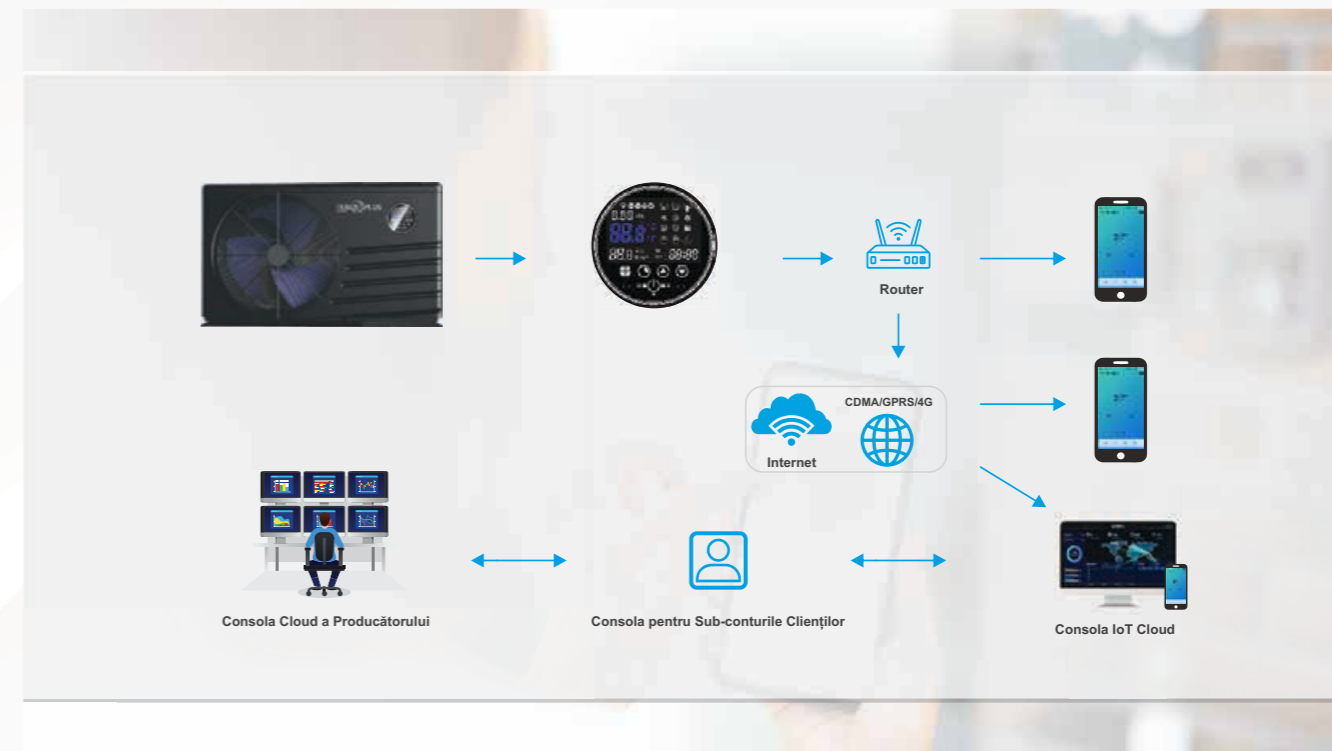 Router
CDMA/GPRS/4G
Internet
Consola Cloud a Producătorului
Consola pentru Sub-conturile Clienților
Consola IoT Cloud